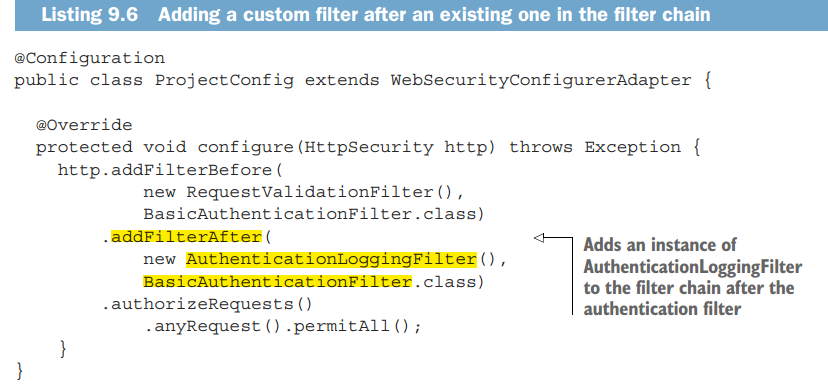 Listing 9.6 Adding a custom filter after an existing one in the filter chain
@Configuration
public class ProjectConfig extends WebSecurityConfigurerAdapter {
@Override
protected void configure(HttpSecurity http) throws Exception {
http.addFilterBefore(
new RequestValidationFilter(),
BasicAuthenticationFilter.class)
.addFilterAfter(
new AuthenticationLoggingFilter(),
BasicAuthenticationFilter.class)
.authorizeRequests()
.anyRequest().permitAll();
}
}
Adds an instance of
AuthenticationLoggingFilter
to the filter chain after the
authentication filter